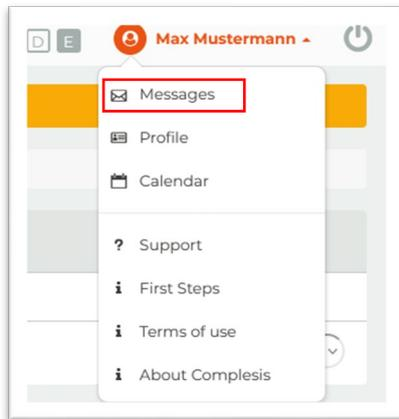 D E Max Mustermann
Messages
Profile
Calendar
? Support
i First Steps
i Terms of use
i About Complesis